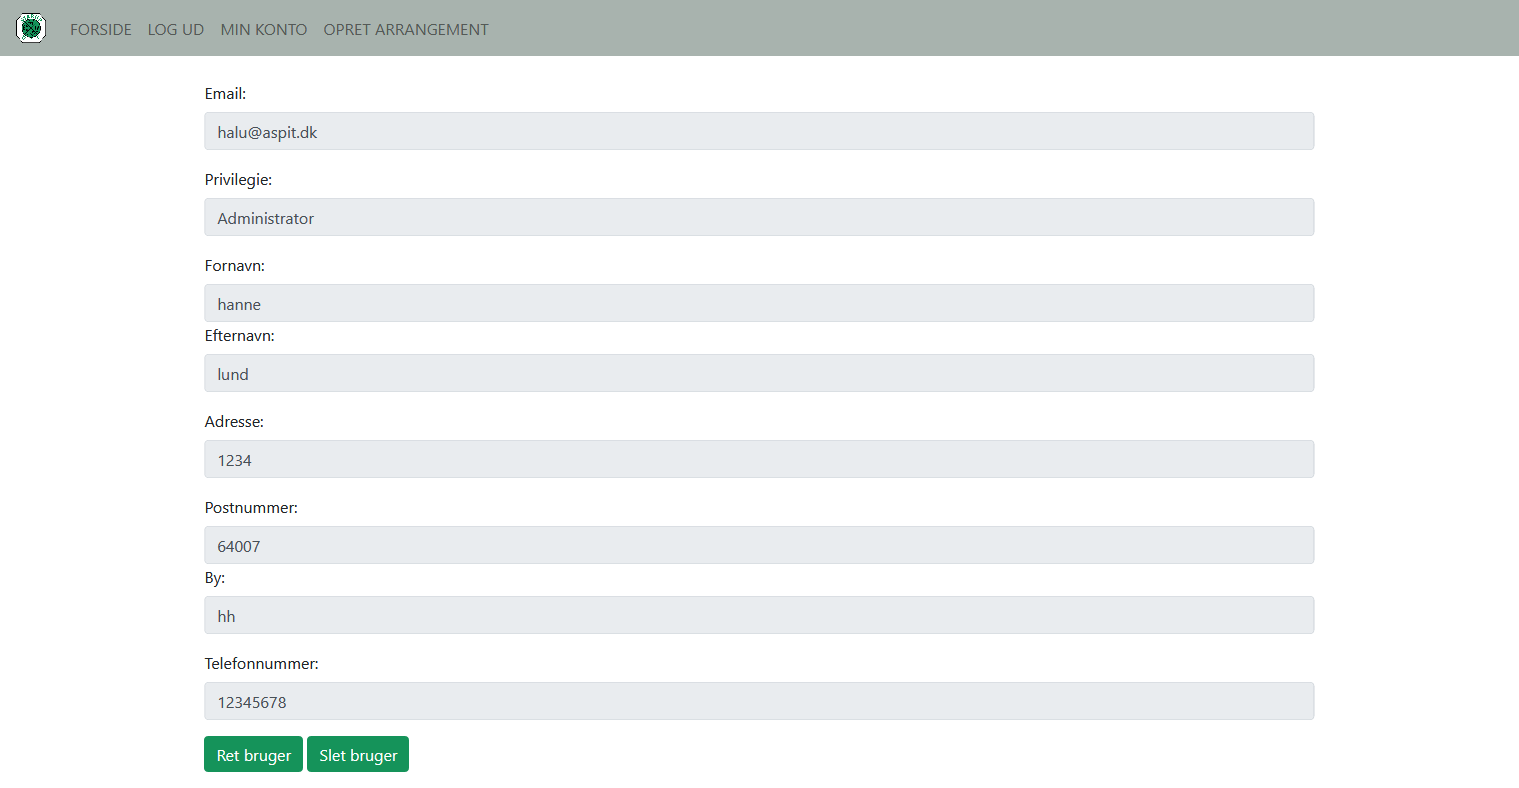 FORSIDE LOG UD MIN KONTO OPRET ARRANGEMENT
Email:
halu@aspit.dk
Privilegie:
Administrator
Fornavn:
hanne
Efternavn:
lund
Adresse:
1234
Postnummer:
64007
By:
hh
Telefonnummer:
12345678
Ret bruger Slet bruger